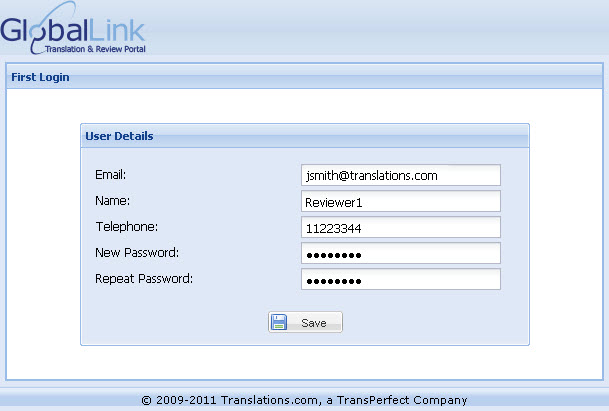 GlobalLink
Translation & Review Portal
First Login
User Details
Email: jsmith@translations.com
Name: Reviewer1
Telephone: 11223344
New Password: ●●●●●●●●
Repeat Password: ●●●●●●●●
Save
© 2009-2011 Translations.com, a TransPerfect Company